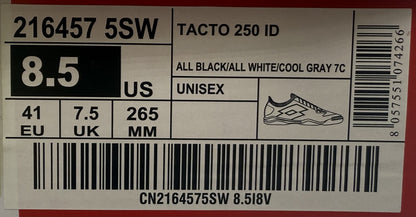 216457 5SW
TACTO 250 ID
8.5 US
ALL BLACK/ALL WHITE/COOL GRAY 7C
UNISEX
41 EU
7.5 UK
265 MM
8 057551 074266
CN2164575SW 8.5I8V